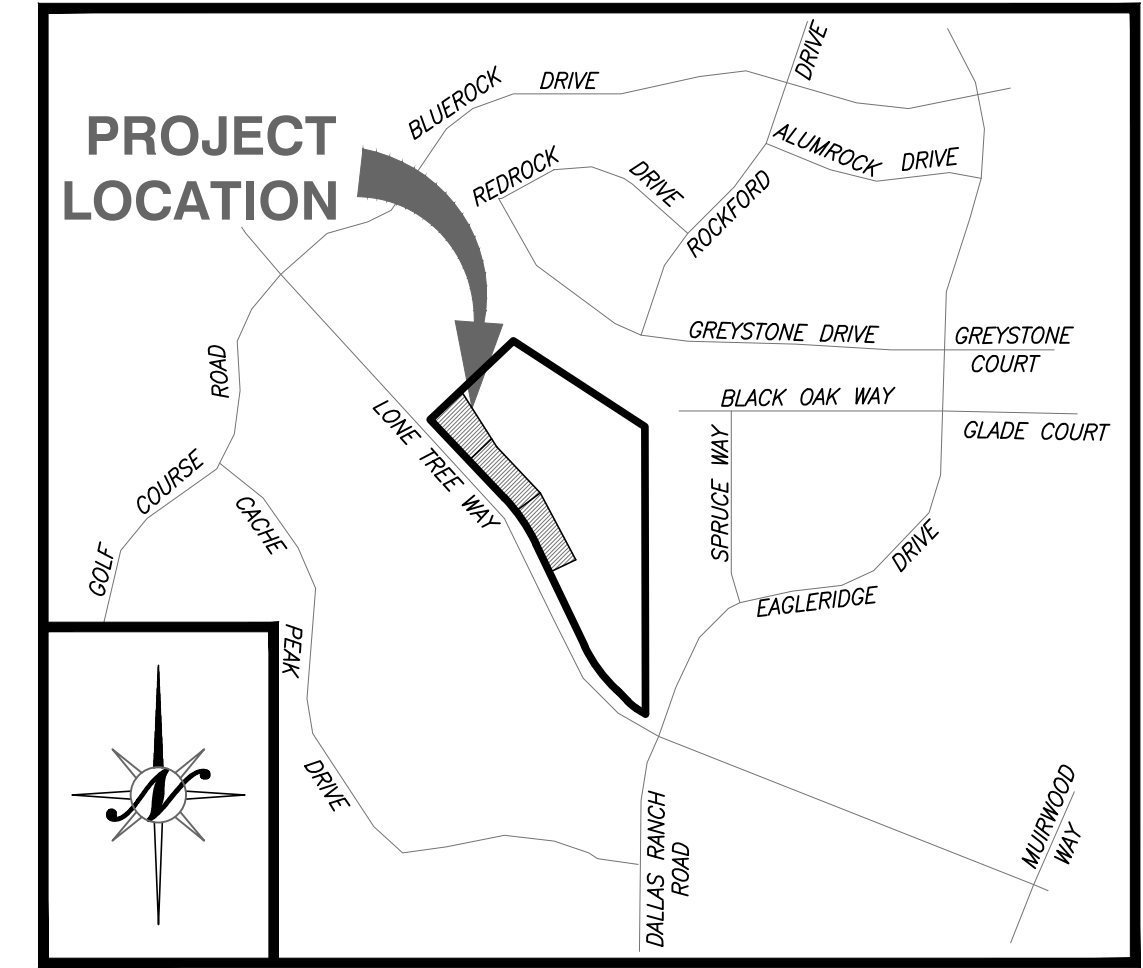 PROJECT
LOCATION
BLUEROCK DRIVE
DRIVE
ROCKFORD
REDROCK DRIVE
ALUMROCK DRIVE
GREYSTONE DRIVE
GREYSTONE
COURT
BLACK OAK WAY
GLADE COURT
SPRUCE WAY
LONE TREE WAY
GOLF COURSE ROAD
CACHE PEAK DRIVE
EAGLERIDGE DRIVE
DALLAS RANCH
ROAD
MUIRWOOD
WAY
N